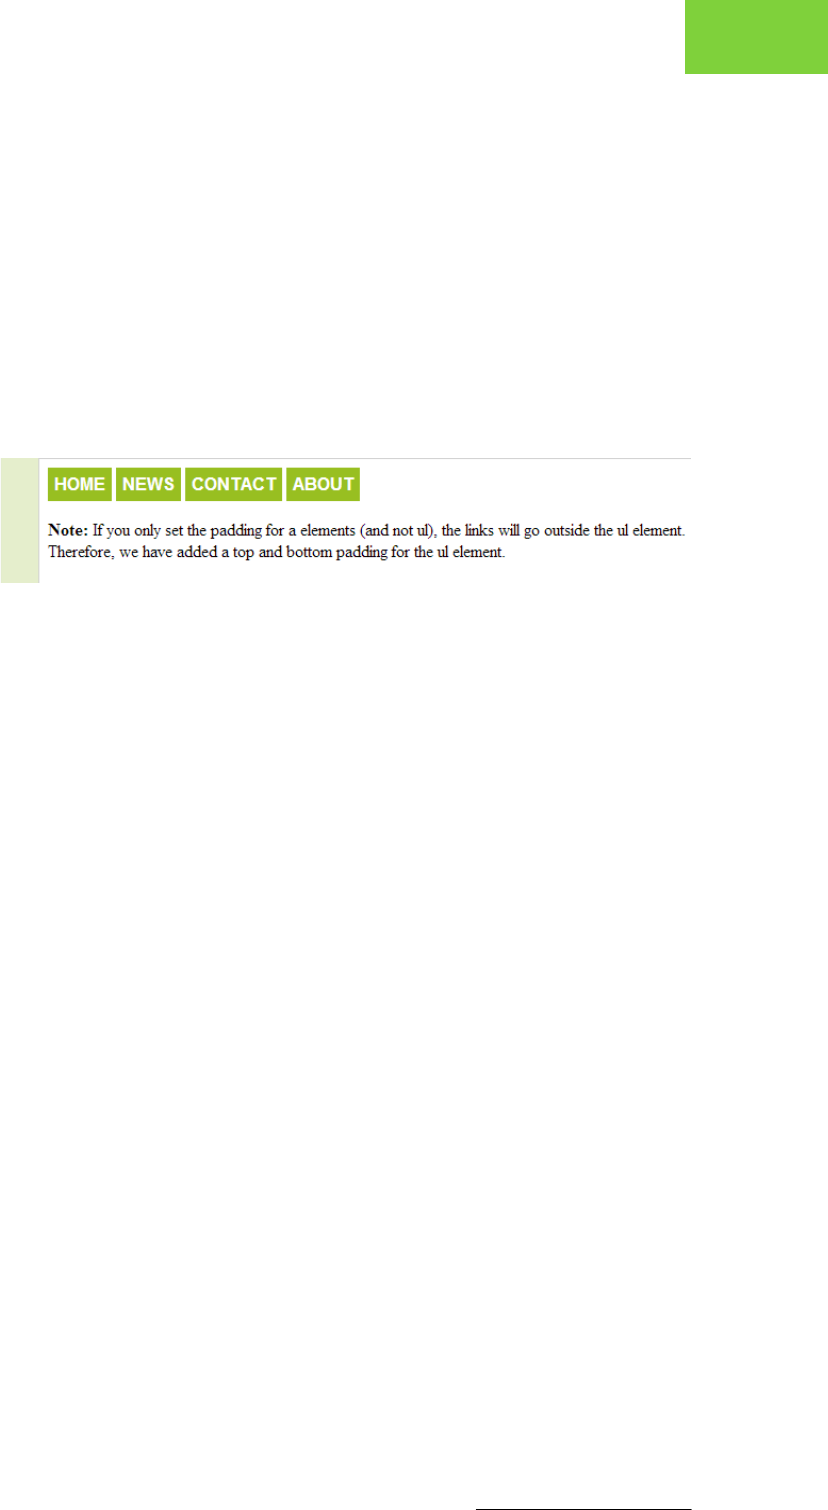 HOME NEWS CONTACT ABOUT
Note: If you only set the padding for a elements (and not ul), the links will go outside the ul element.
Therefore, we have added a top and bottom padding for the ul element.